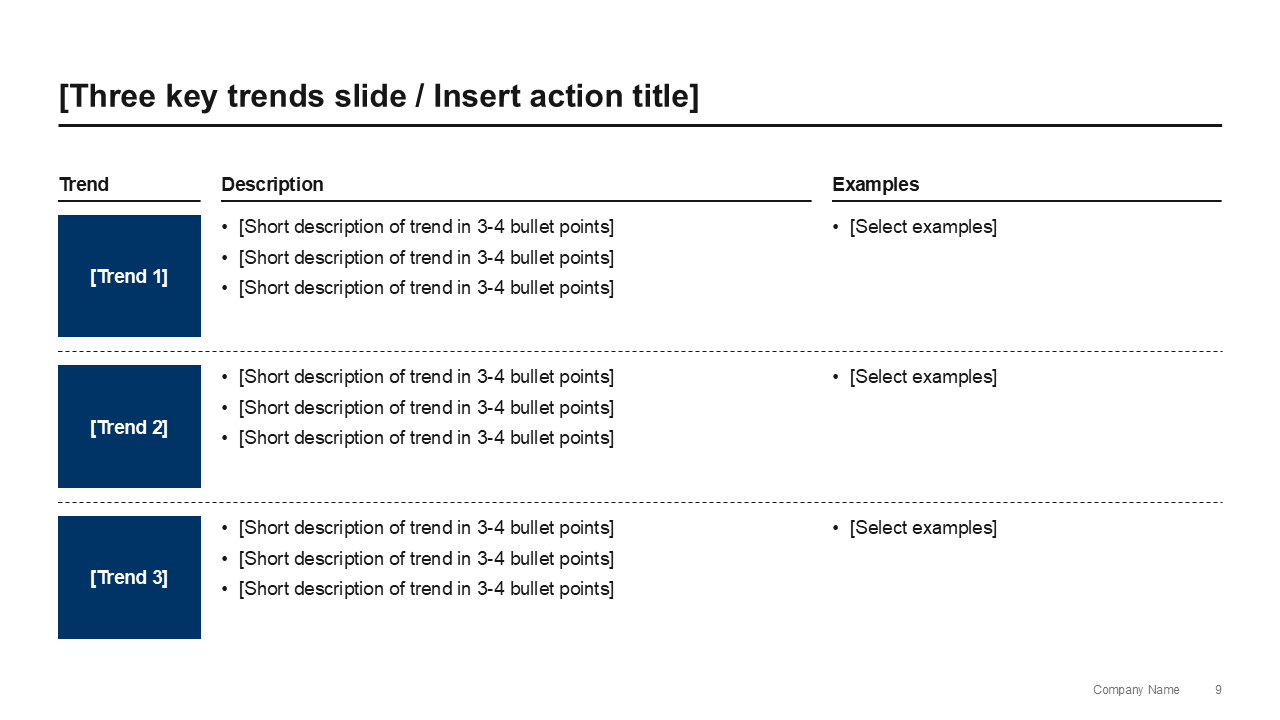 [Three key trends slide / Insert action title]
Trend
Description
Examples
[Trend 1]
• [Short description of trend in 3-4 bullet points]
• [Short description of trend in 3-4 bullet points]
• [Short description of trend in 3-4 bullet points]
• [Select examples]
[Trend 2]
• [Short description of trend in 3-4 bullet points]
• [Short description of trend in 3-4 bullet points]
• [Short description of trend in 3-4 bullet points]
• [Select examples]
[Trend 3]
• [Short description of trend in 3-4 bullet points]
• [Short description of trend in 3-4 bullet points]
• [Short description of trend in 3-4 bullet points]
• [Select examples]
Company Name 9